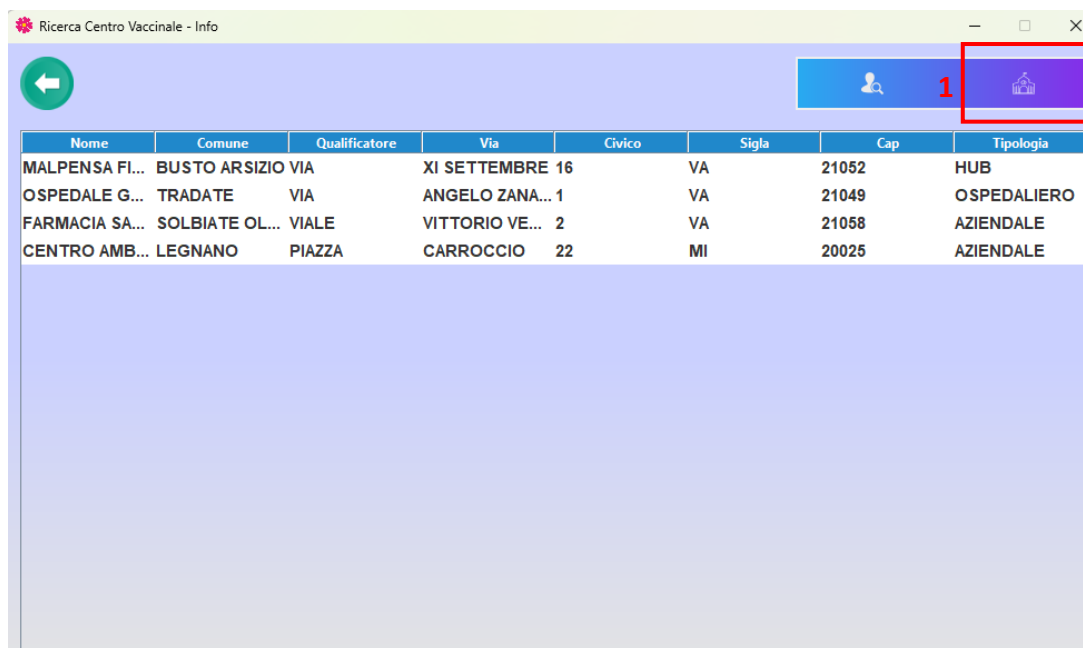 Ricerca Centro Vaccinale - Info
1
Nome Comune Qualificatore Via Civico Sigla Cap Tipologia
MALPENSA FI... BUSTO ARSIZIO VIA XI SETTEMBRE 16 VA 21052 HUB
OSPEDALE G... TRADATE VIA ANGELO ZANA... 1 VA 21049 OSPEDALIERO
FARMACIA SA... SOLBIATE OL... VIALE VITTORIO VE... 2 VA 21058 AZIENDALE
CENTRO AMB... LEGNANO PIAZZA CARROCCIO 22 MI 20025 AZIENDALE